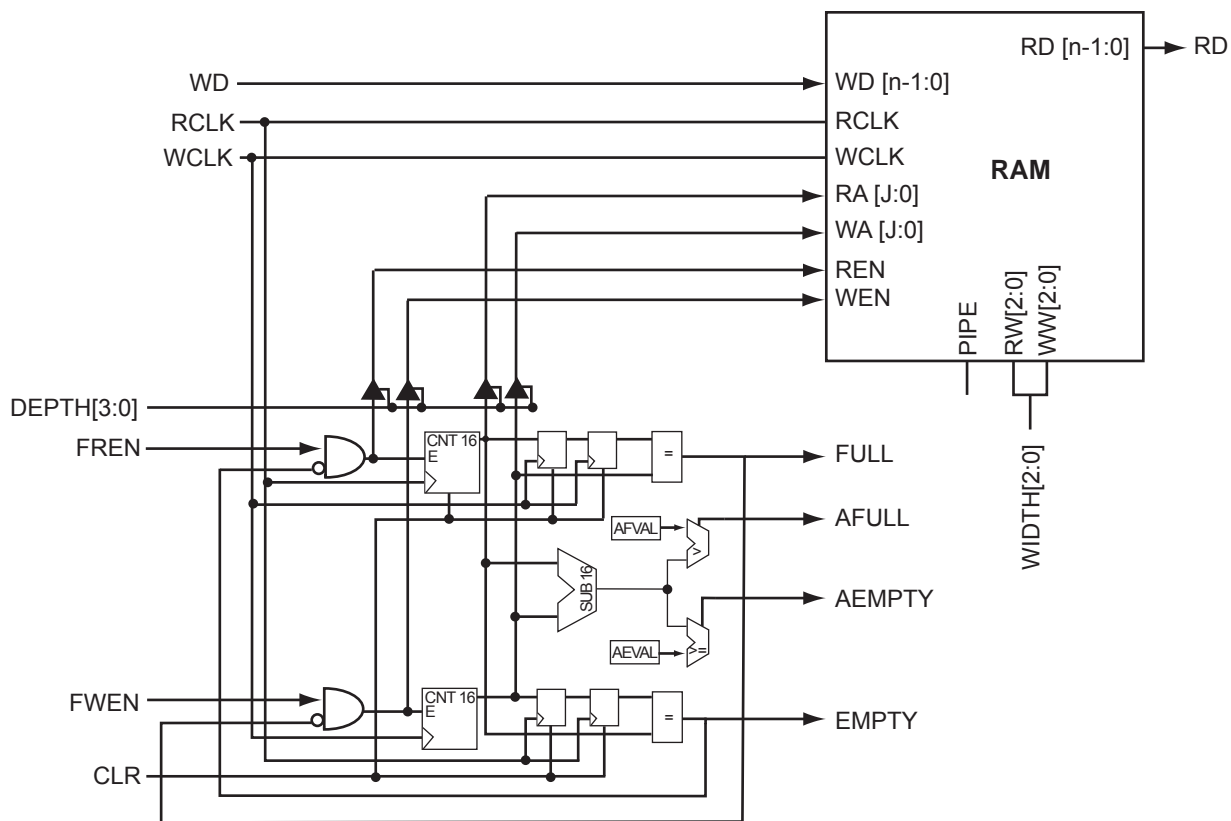 RD [n-1:0]
RD
WD
WD [n-1:0]
RCLK
RCLK
WCLK
WCLK
RAM
RA [J:0]
WA [J:0]
REN
WEN
PIPE
RW[2:0]
WW[2:0]
DEPTH[3:0]
FREN
CNT 16
E
=
FULL
WIDTH[2:0]
AFVAL
>
AFULL
SUB 16
AEMPTY
AEVAL
>=
FWEN
CNT 16
E
=
EMPTY
CLR